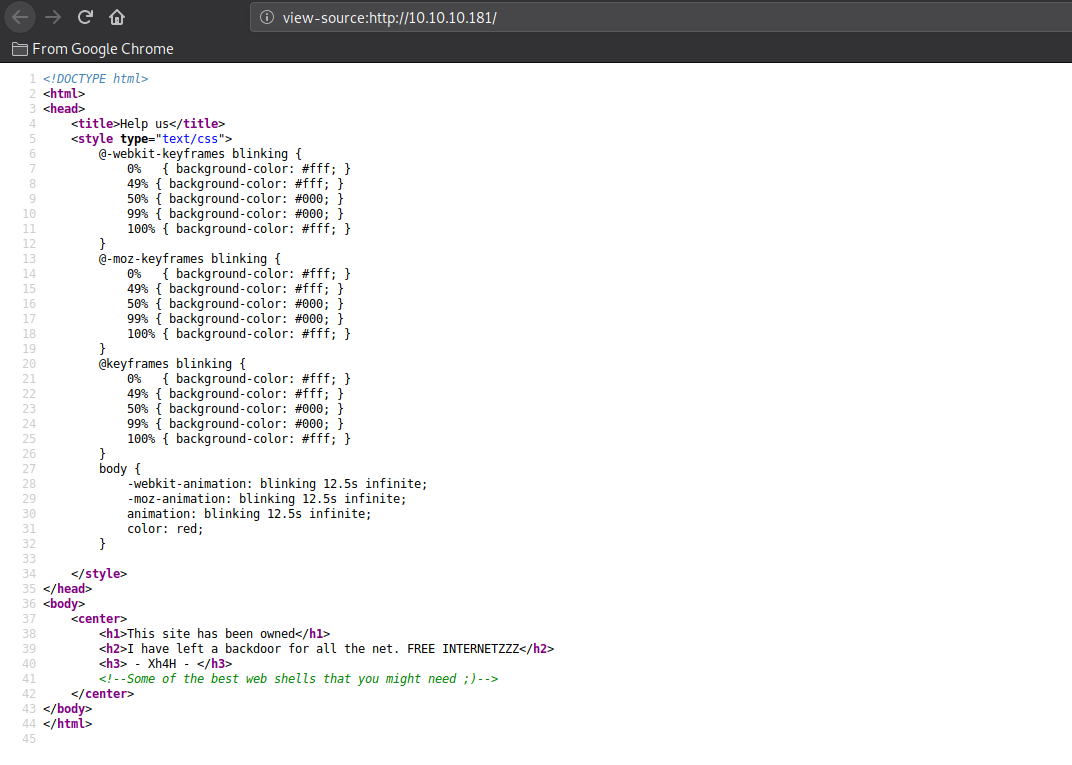 view-source:http://10.10.10.181/
From Google Chrome
1 <!DOCTYPE html>
2 <html>
3 <head>
4     <title>Help us</title>
5     <style type="text/css">
6         @-webkit-keyframes blinking {
7             0%   { background-color: #fff; }
8             49% { background-color: #fff; }
9             50% { background-color: #000; }
10             99% { background-color: #000; }
11             100% { background-color: #fff; }
12         }
13         @-moz-keyframes blinking {
14             0%   { background-color: #fff; }
15             49% { background-color: #fff; }
16             50% { background-color: #000; }
17             99% { background-color: #000; }
18             100% { background-color: #fff; }
19         }
20         @keyframes blinking {
21             0%   { background-color: #fff; }
22             49% { background-color: #fff; }
23             50% { background-color: #000; }
24             99% { background-color: #000; }
25             100% { background-color: #fff; }
26         }
27         body {
28             -webkit-animation: blinking 12.5s infinite;
29             -moz-animation: blinking 12.5s infinite;
30             animation: blinking 12.5s infinite;
31             color: red;
32         }
33
34     </style>
35 </head>
36 <body>
37     <center>
38         <h1>This site has been owned</h1>
39         <h2>I have left a backdoor for all the net. FREE INTERNETZZZ</h2>
40         <h3> - Xh4H - </h3>
41         <!--Some of the best web shells that you might need ;)-->
42     </center>
43 </body>
44 </html>
45